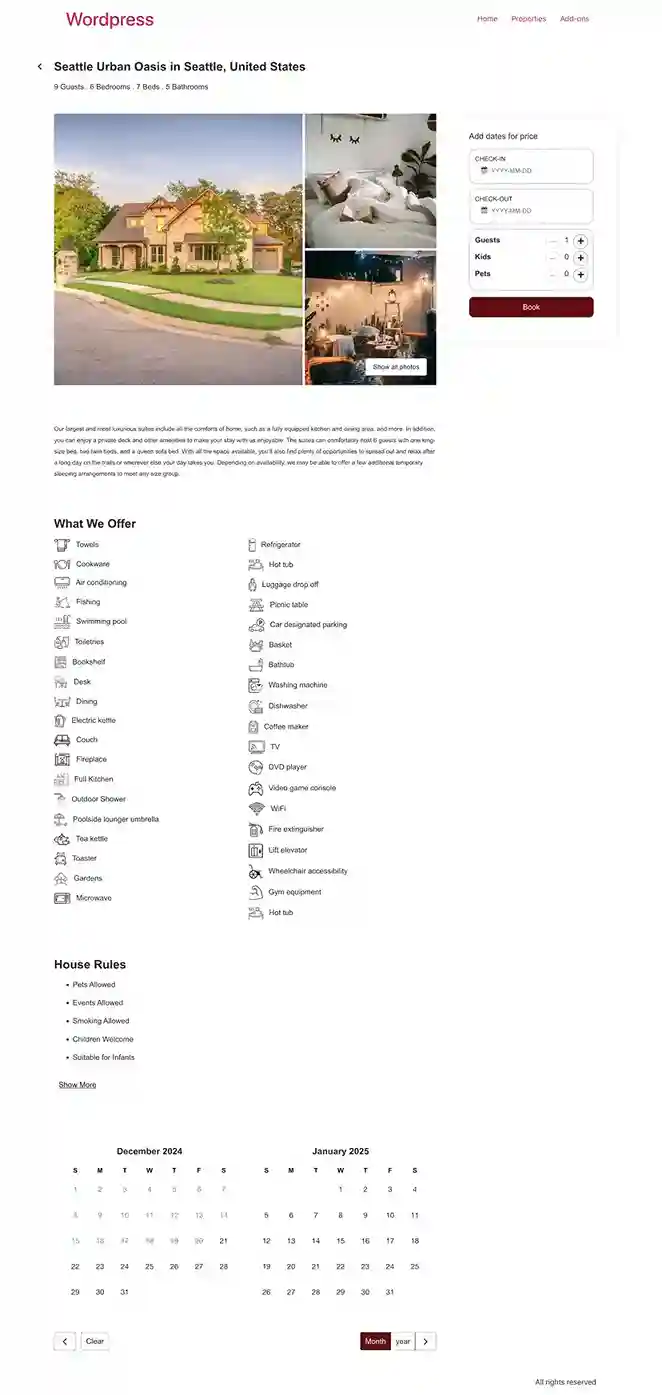 Wordpress
Home Properties Add-ons
Seattle Urban Oasis in Seattle, United States
9 Guests . 6 Bedrooms . 7 Beds . 5 Bathrooms
Show all photos
Add dates for price
CHECK-IN
YYYY-MM-DD
CHECK-OUT
YYYY-MM-DD
Guests 1 +
Kids 0 +
Pets 0 +
Book
Our largest and most luxurious suites include all the comforts of home, such as a fully equipped kitchen and dining area, and more. In addition,
you can enjoy a private deck and other amenities to make your stay with us enjoyable. The suites can comfortably host 6 guests with one king-
size bed, two twin beds, and a queen sofa bed. With all the space available, you'll also find plenty of opportunities to spread out and relax after
a long day on the trails or wherever else your day takes you. Depending on availability, we may be able to offer a few additional temporary
sleeping arrangements to meet any size group.
What We Offer
Towels
Cookware
Air conditioning
Fishing
Swimming pool
Toiletries
Bookshelf
Desk
Dining
Electric kettle
Couch
Fireplace
Full Kitchen
Outdoor Shower
Poolside lounger umbrella
Tea kettle
Toaster
Gardens
Microwave
Refrigerator
Hot tub
Luggage drop off
Picnic table
Car designated parking
Basket
Bathtub
Washing machine
Dishwasher
Coffee maker
TV
DVD player
Video game console
WiFi
Fire extinguisher
Lift elevator
Wheelchair accessibility
Gym equipment
Hot tub
House Rules
• Pets Allowed
• Events Allowed
• Smoking Allowed
• Children Welcome
• Suitable for Infants
Show More
December 2024
S M T W T F S
1 2 3 4 5 6 7
8 9 10 11 12 13 14
15 16 17 18 19 20 21
22 23 24 25 26 27 28
29 30 31
January 2025
S M T W T F S
1 2 3 4
5 6 7 8 9 10 11
12 13 14 15 16 17 18
19 20 21 22 23 24 25
26 27 28 29 30 31
Clear
Month year
All rights reserved